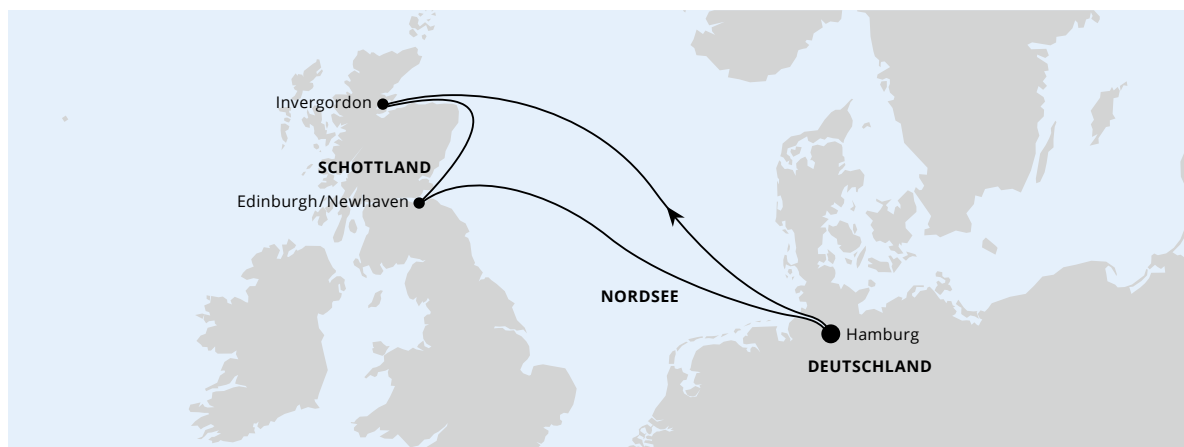 Invergordon
SCHOTTLAND
Edinburgh/Newhaven
NORDSEE
Hamburg
DEUTSCHLAND